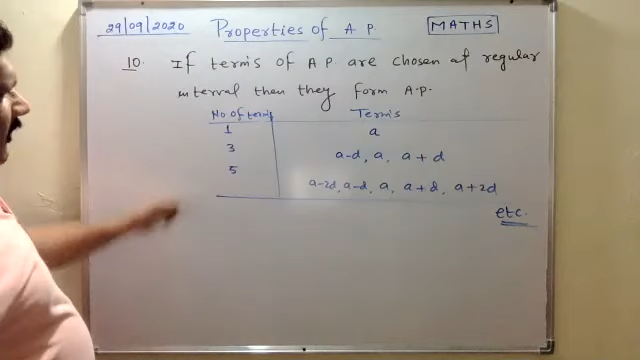 29/09/2020 Properties of A P MATHS
10. If terms of A P are chosen at regular
interval then they form A.P.
No of terms Terms
1 a
3 a-d, a, a+d
5 a-2d, a-d, a, a+d, a+2d
etc.